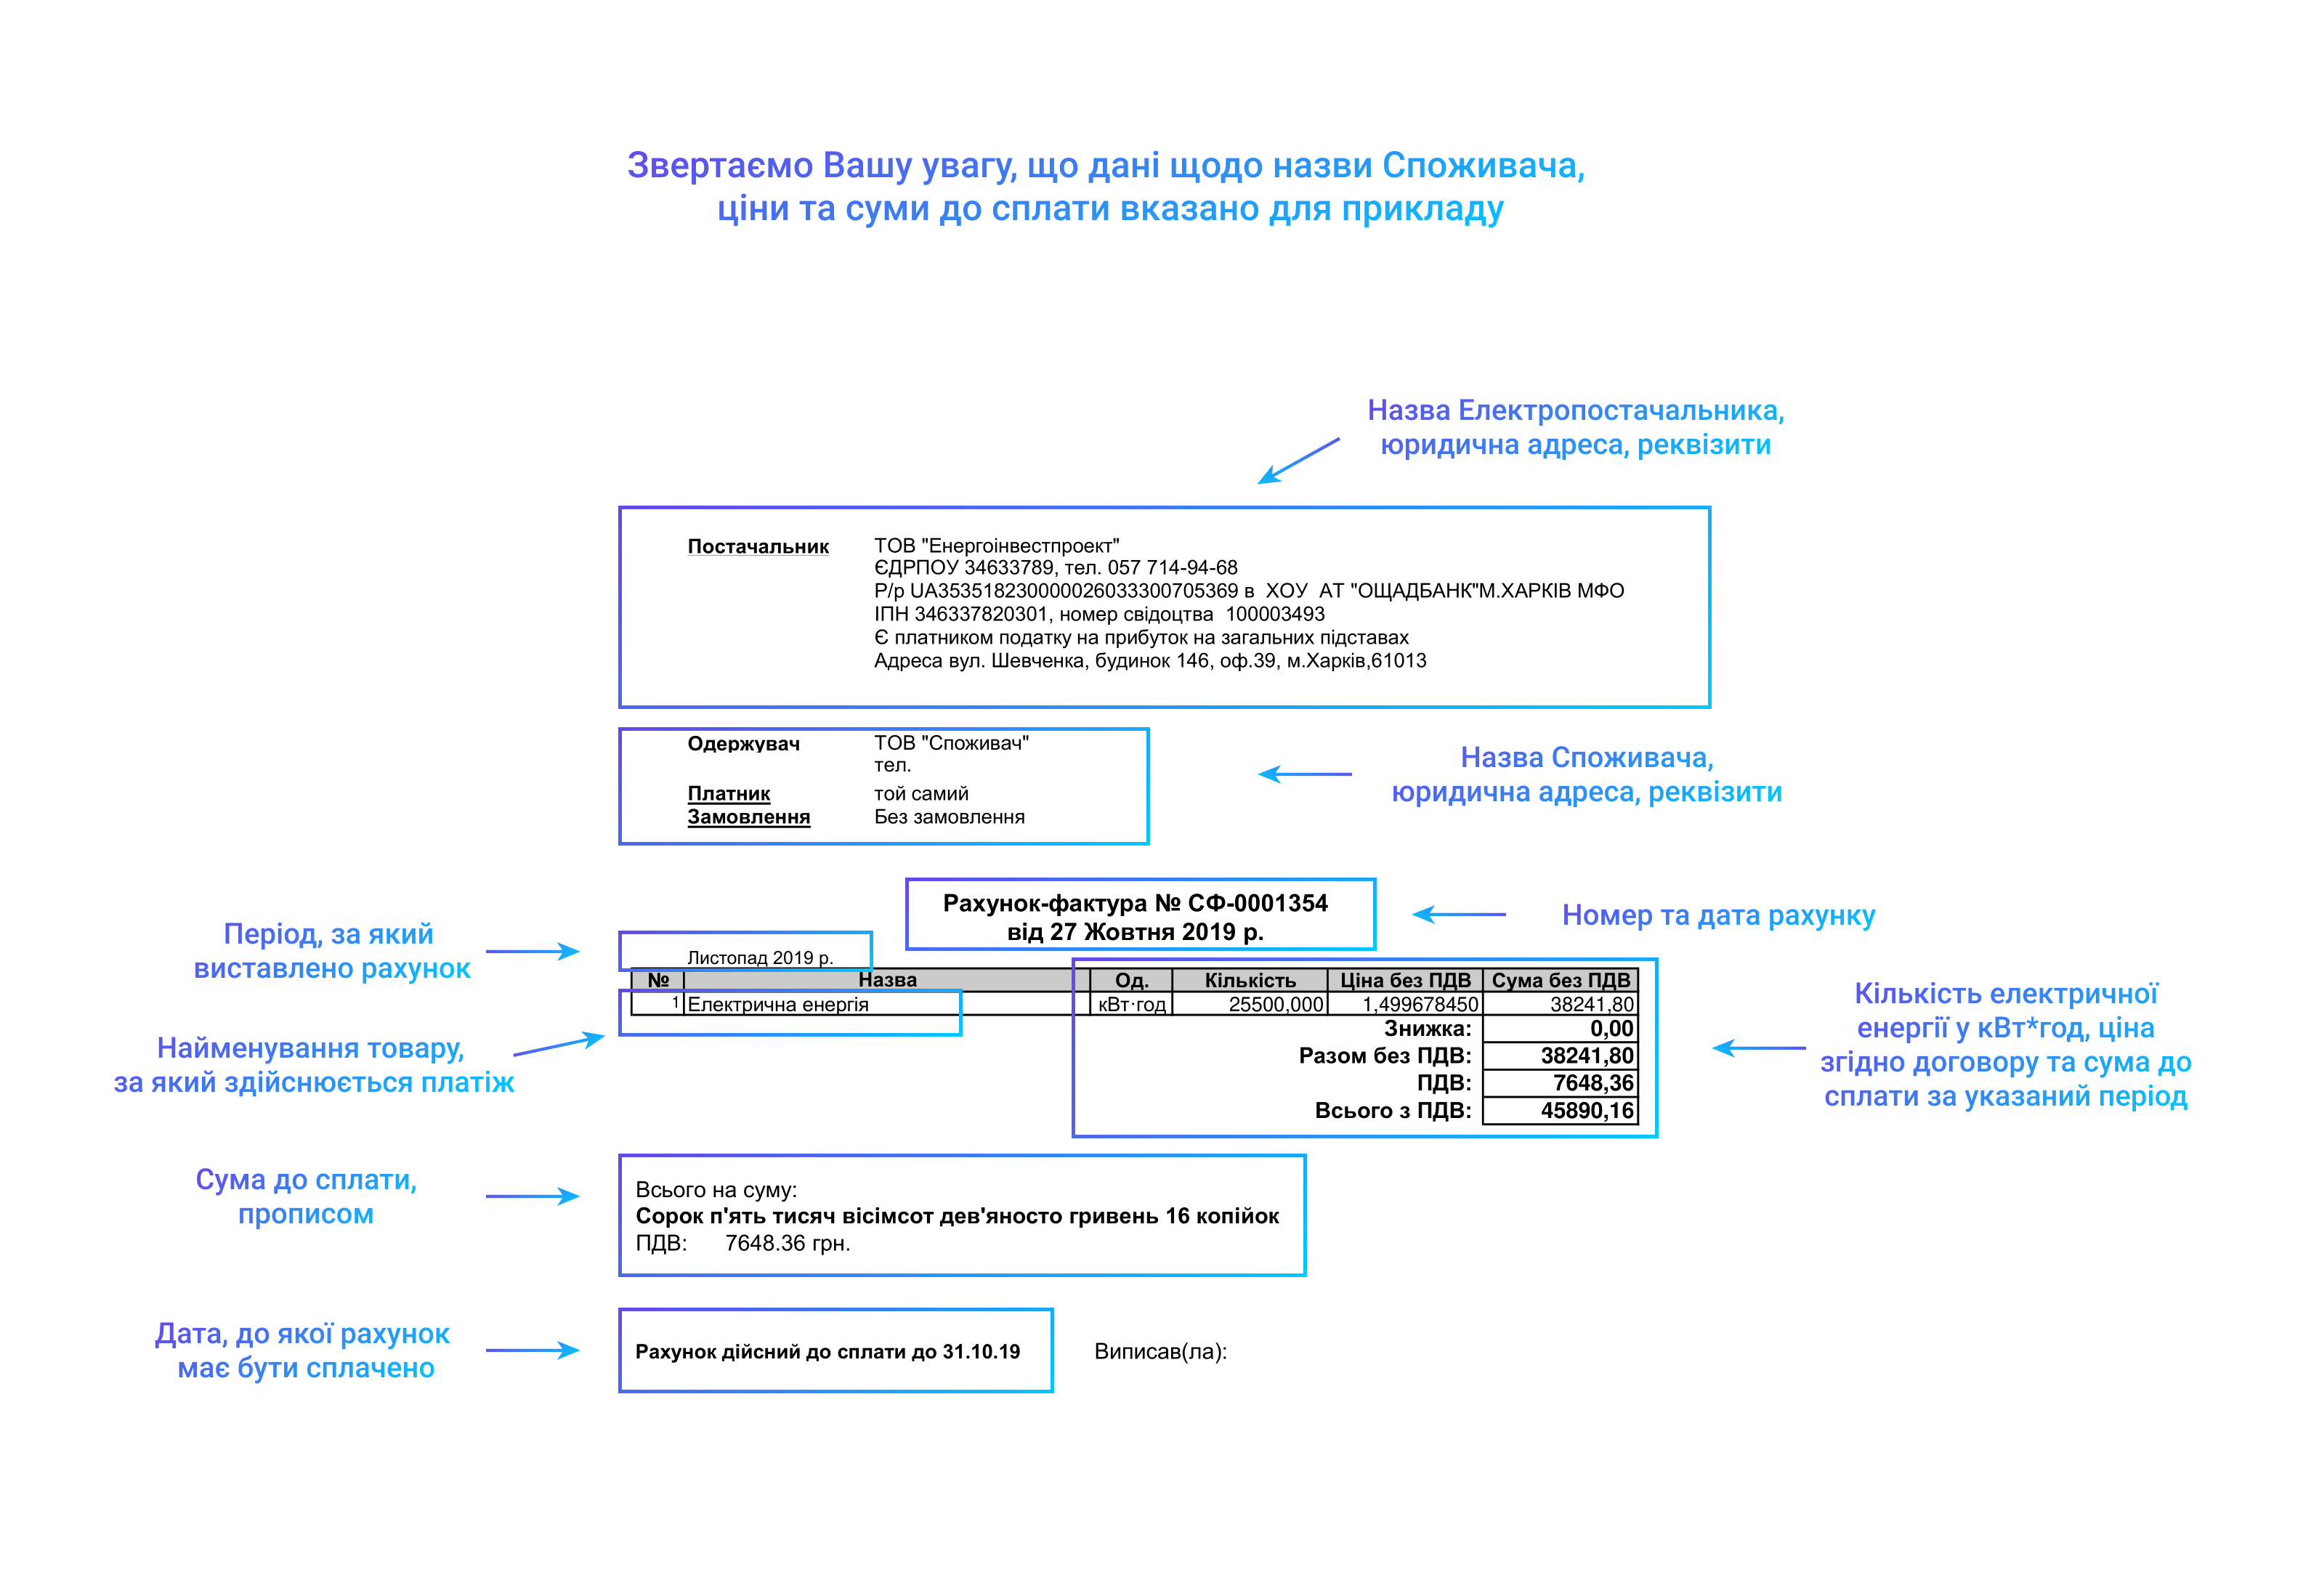 Звертаємо Вашу увагу, що дані щодо назви Споживача,
ціни та суми до сплати вказано для прикладу
Назва Електропостачальника,
юридична адреса, реквізити
Постачальник ТОВ "Енергоінвестпроект"
ЄДРПОУ 34633789, тел. 057 714-94-68
Р/р UA353518230000026033300705369 в ХОУ АТ "ОЩАДБАНК"М.ХАРКІВ МФО
ІПН 346337820301, номер свідоцтва 100003493
Є платником податку на прибуток на загальних підставах
Адреса вул. Шевченка, будинок 146, оф.39, м.Харків,61013
Одержувач ТОВ "Споживач"
тел.
Платник той самий
Замовлення Без замовлення
Назва Споживача,
юридична адреса, реквізити
Рахунок-фактура № СФ-0001354
від 27 Жовтня 2019 р.
Номер та дата рахунку
Період, за який
виставлено рахунок
Листопад 2019 р.
№ Назва Од. Кількість Ціна без ПДВ Сума без ПДВ
1 Електрична енергія кВт·год 25500,000 1,499678450 38241,80
Знижка: 0,00
Разом без ПДВ: 38241,80
ПДВ: 7648,36
Всього з ПДВ: 45890,16
Найменування товару,
за який здійснюється платіж
Кількість електричної
енергії у кВт*год, ціна
згідно договору та сума до
сплати за указаний період
Сума до сплати,
прописом
Всього на суму:
Сорок п'ять тисяч вісімсот дев'яносто гривень 16 копійок
ПДВ: 7648.36 грн.
Дата, до якої рахунок
має бути сплачено
Рахунок дійсний до сплати до 31.10.19 Виписав(ла):